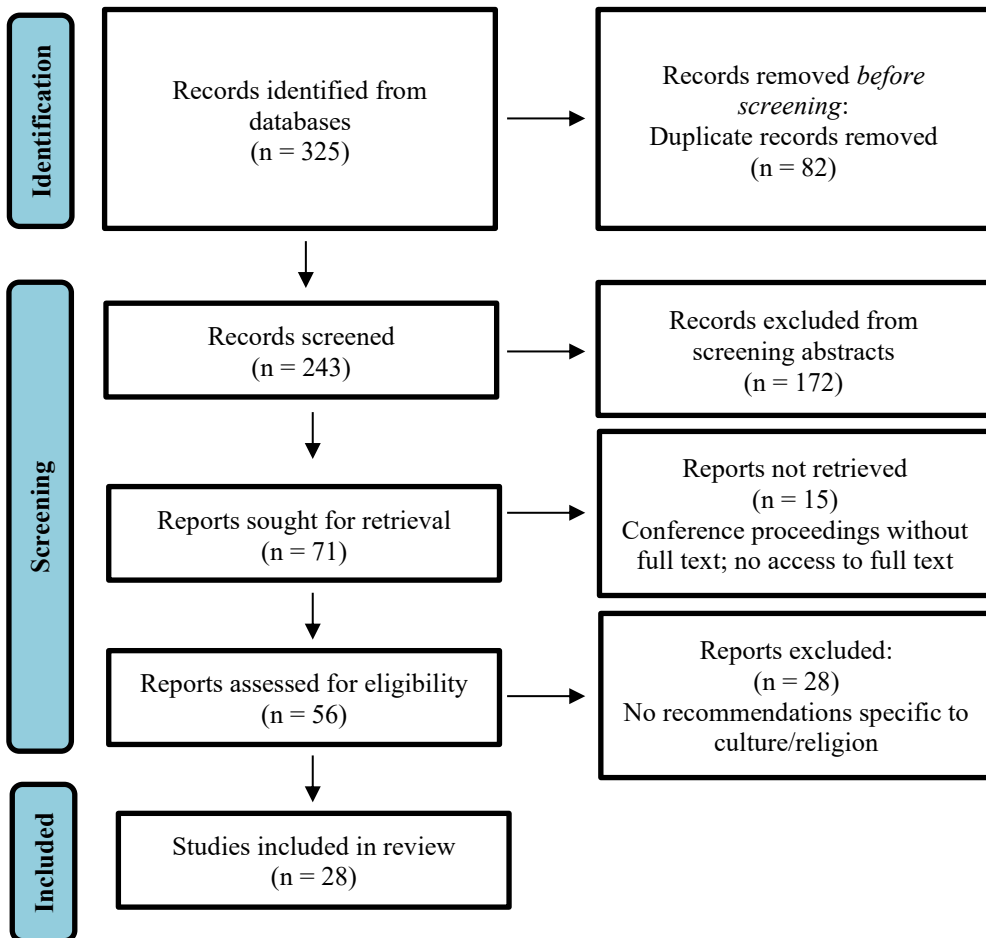 Identification
Records identified from
databases
(n = 325)
Records removed before
screening:
Duplicate records removed
(n = 82)
Screening
Records screened
(n = 243)
Records excluded from
screening abstracts
(n = 172)
Reports sought for retrieval
(n = 71)
Reports not retrieved
(n = 15)
Conference proceedings without
full text; no access to full text
Reports assessed for eligibility
(n = 56)
Reports excluded:
(n = 28)
No recommendations specific to
culture/religion
Included
Studies included in review
(n = 28)